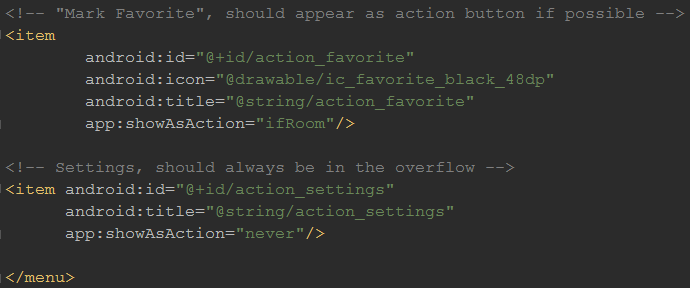 <!-- "Mark Favorite", should appear as action button if possible -->
<item
        android:id="@+id/action_favorite"
        android:icon="@drawable/ic_favorite_black_48dp"
        android:title="@string/action_favorite"
        app:showAsAction="ifRoom"/>

<!-- Settings, should always be in the overflow -->
<item android:id="@+id/action_settings"
      android:title="@string/action_settings"
      app:showAsAction="never"/>

</menu>